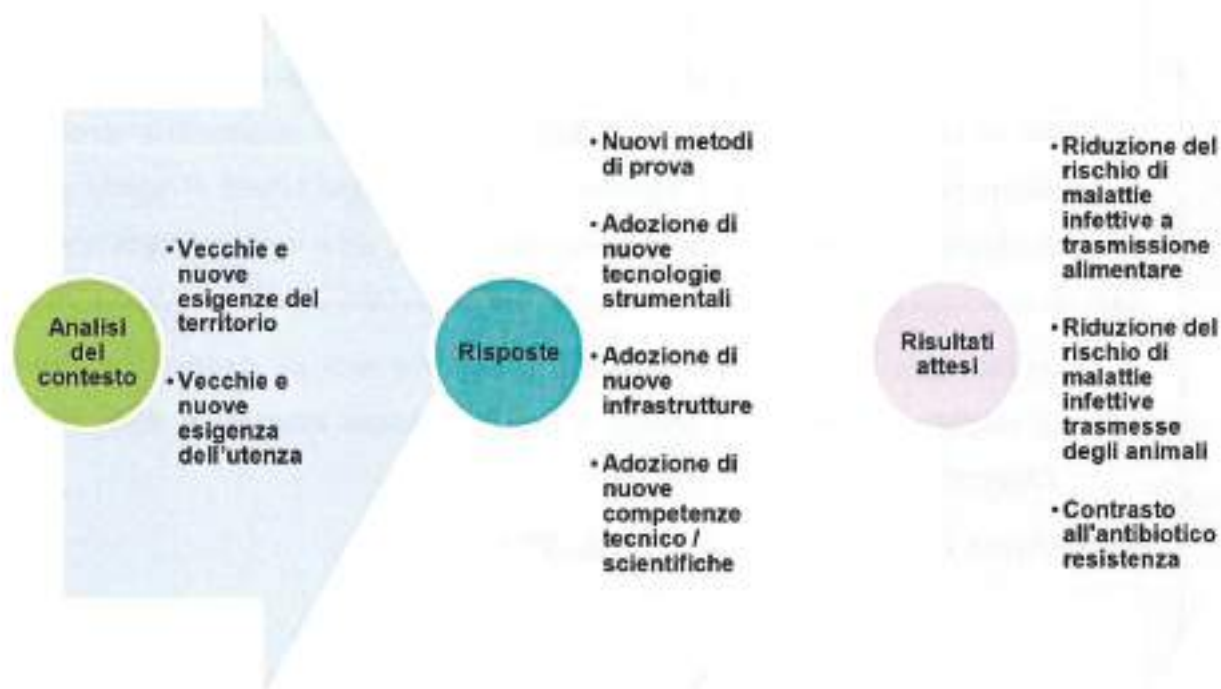 Analisi
del
contesto
• Vecchie e
nuove
esigenze del
territorio
• Vecchie e
nuove
esigenza
dell'utenza
Risposte
• Nuovi metodi
di prova
• Adozione di
nuove
tecnologie
strumentali
• Adozione di
nuove
infrastrutture
• Adozione di
nuove
competenze
tecnico /
scientifiche
Risultati
attesi
• Riduzione del
rischio di
malattie
infettive a
trasmissione
alimentare
• Riduzione del
rischio di
malattie
infettive
trasmesse
degli animali
• Contrasto
all'antibiotico
resistenza